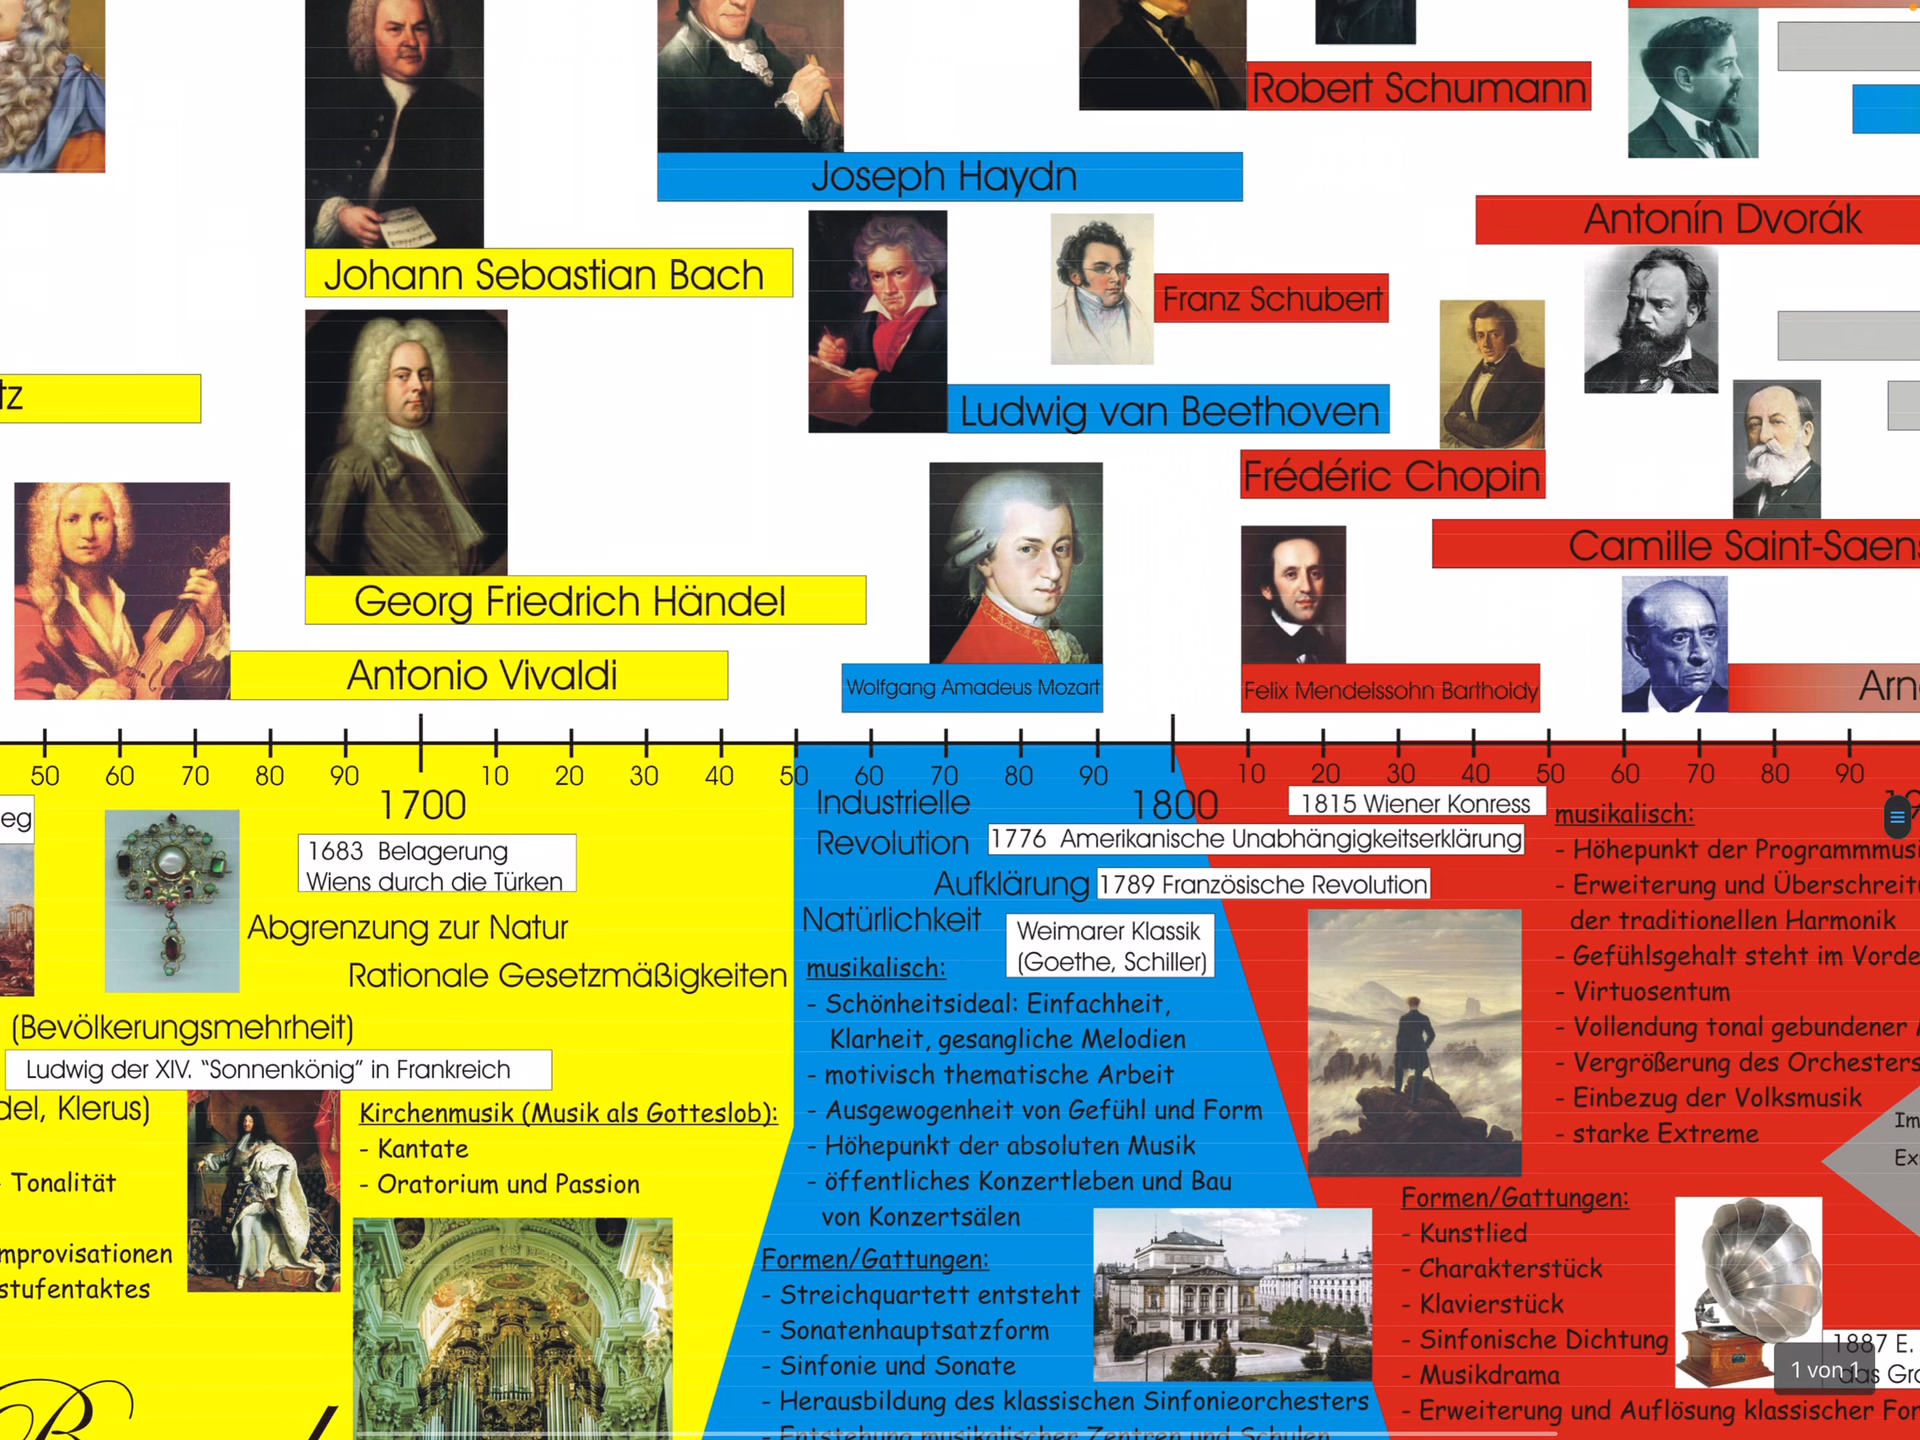 Robert Schumann
Joseph Haydn
Antonín Dvorák
Johann Sebastian Bach
Franz Schubert
tz
Ludwig van Beethoven
Frédéric Chopin
Camille Saint-Saens
Georg Friedrich Händel
Antonio Vivaldi
Wolfgang Amadeus Mozart
Felix Mendelssohn Bartholdy
Arn
50 60 70 80 90 10 20 30 40 50 60 70 80 90 10 20 30 40 50 60 70 80 90
1700
1800
eg
1683 Belagerung
Wiens durch die Türken
Abgrenzung zur Natur
Rationale Gesetzmäßigkeiten
(Bevölkerungsmehrheit)
Ludwig der XIV. “Sonnenkönig” in Frankreich
del, Klerus)
- Tonalität
mprovisationen
stufentaktes
Kirchenmusik (Musik als Gotteslob):
- Kantate
- Oratorium und Passion
Industrielle
Revolution
1815 Wiener Konress
1776 Amerikanische Unabhängigkeitserklärung
Aufklärung
1789 Französische Revolution
Natürlichkeit
Weimarer Klassik
(Goethe, Schiller)
musikalisch:
- Schönheitsideal: Einfachheit,
Klarheit, gesangliche Melodien
- motivisch thematische Arbeit
- Ausgewogenheit von Gefühl und Form
- Höhepunkt der absoluten Musik
- öffentliches Konzertleben und Bau
von Konzertsälen
Formen/Gattungen:
- Streichquartett entsteht
- Sonatenhauptsatzform
- Sinfonie und Sonate
- Herausbildung des klassischen Sinfonieorchesters
- Entstehung musikalischer Zentren und Schulen
musikalisch:
- Höhepunkt der Programmmusi
- Erweiterung und Überschreit
der traditionellen Harmonik
- Gefühlsgehalt steht im Vorde
- Virtuosentum
- Vollendung tonal gebundener
- Vergrößerung des Orchesters
- Einbezug der Volksmusik
- starke Extreme
Im
Ex
Formen/Gattungen:
- Kunstlied
- Charakterstück
- Klavierstück
- Sinfonische Dichtung
- Musikdrama
- Erweiterung und Auflösung klassischer For
1887 E.
das Gr
1 von 1